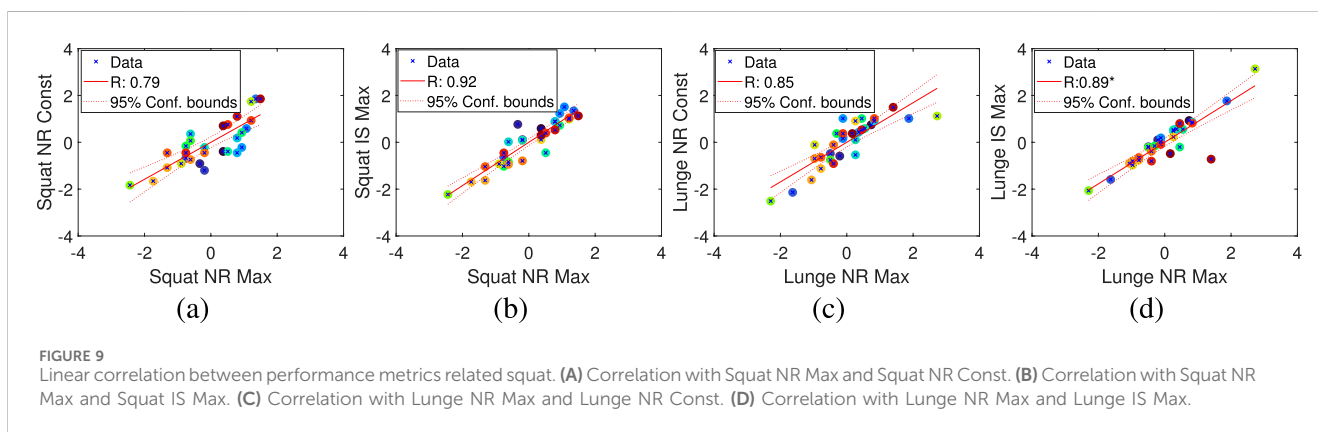 4
2
0
-2
-4
-4
-2
0
2
4
Squat NR Const
Squat NR Max
Data
R: 0.79
95% Conf. bounds
(a)
4
2
0
-2
-4
-4
-2
0
2
4
Squat IS Max
Squat NR Max
Data
R: 0.92
95% Conf. bounds
(b)
4
2
0
-2
-4
-4
-2
0
2
4
Lunge NR Const
Lunge NR Max
Data
R: 0.85
95% Conf. bounds
(c)
4
2
0
-2
-4
-4
-2
0
2
4
Lunge IS Max
Lunge NR Max
Data
R:0.89*
95% Conf. bounds
(d)
FIGURE 9
Linear correlation between performance metrics related squat. (A) Correlation with Squat NR Max and Squat NR Const. (B) Correlation with Squat NR
Max and Squat IS Max. (C) Correlation with Lunge NR Max and Lunge NR Const. (D) Correlation with Lunge NR Max and Lunge IS Max.